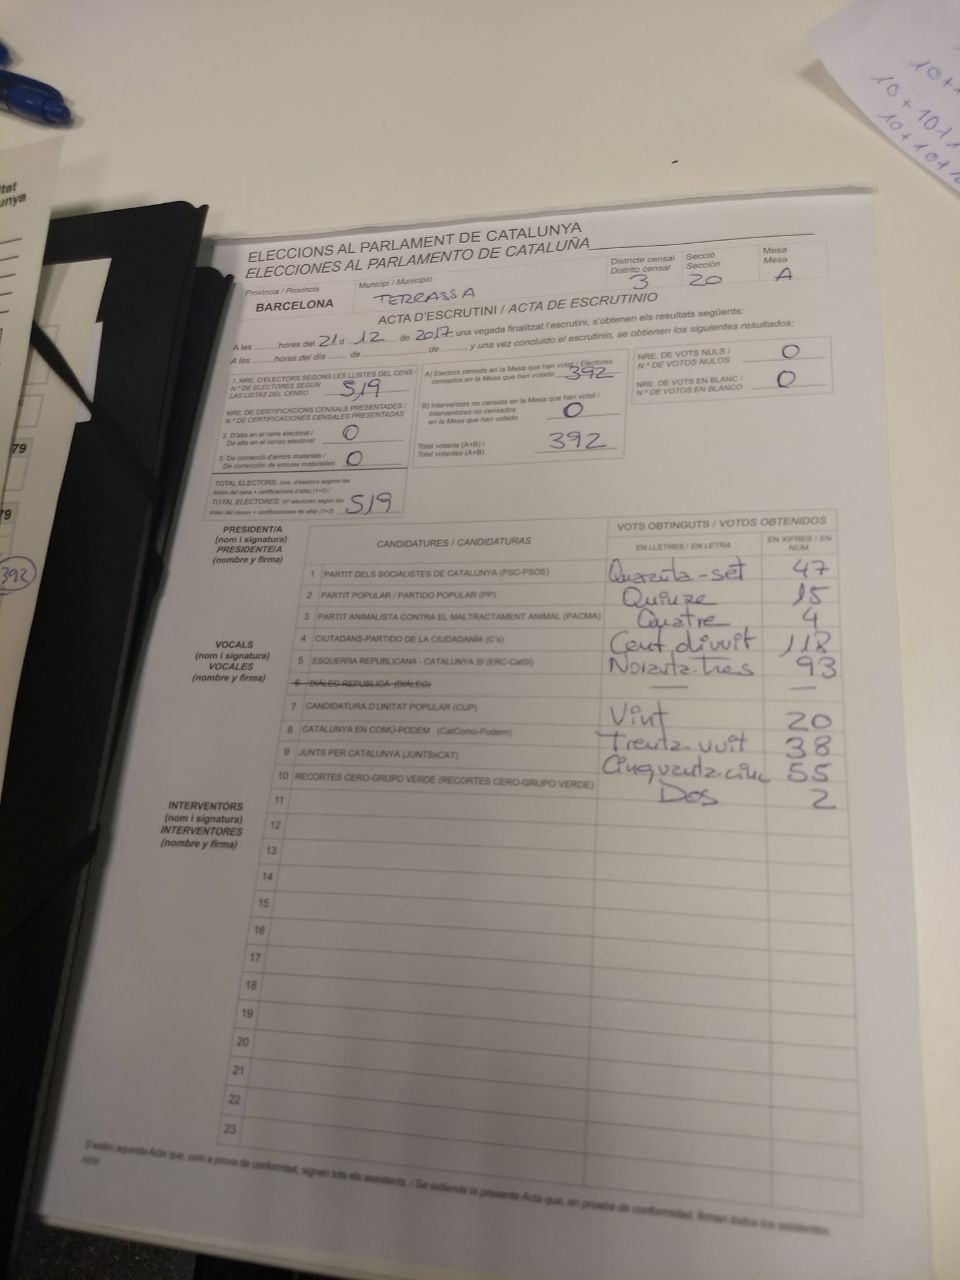 tat
unya
79
79
392
10+1
10+10+1
10+10+10
ELECCIONS AL PARLAMENT DE CATALUNYA
ELECCIONES AL PARLAMENTO DE CATALUÑA
Província / Provincia
BARCELONA
Municipi / Municipio
TERRASSA
Districte censal
Distrito censal
3
Secció
Sección
20
Mesa
Mesa
A
ACTA D'ESCRUTINI / ACTA DE ESCRUTINIO
A les ........ hores del 21 d 12 de 2017 una vegada finalitzat l'escrutini, s'obtenen els resultats següents:
A las ........ horas del día ........ de ........ de ........ y una vez concluido el escrutinio, se obtienen los siguientes resultados:
1. NRE. D'ELECTORS SEGONS LES LLISTES DEL CENS /
N.º DE ELECTORES SEGÚN
LAS LISTAS DEL CENSO
519
NRE. DE CERTIFICACIONS CENSALS PRESENTADES /
N.º DE CERTIFICACIONES CENSALES PRESENTADAS
2. D'alta en el cens electoral /
De alta en el censo electoral:
0
3. De correcció d'errors materials /
De corrección de errores materiales:
0
TOTAL ELECTORS: (nre. d'electors segons les
llistes del cens + certificacions d'alta) (1+2) /
TOTAL ELECTORES: (nº electores según las
listas del censo + certificaciones de alta) (1+2)
519
A) Electors censats en la Mesa que han votat / Electores
censados en la Mesa que han votado
392
B) Interventors no censats en la Mesa que han votat /
Interventores no censados
en la Mesa que han votado
0
Total votants (A+B) /
Total votantes (A+B)
392
NRE. DE VOTS NULS /
N.º DE VOTOS NULOS
0
NRE. DE VOTS EN BLANC /
N.º DE VOTOS EN BLANCO
0
PRESIDENT/A
(nom i signatura)
PRESIDENTE/A
(nombre y firma)
VOCALS
(nom i signatura)
VOCALES
(nombre y firma)
INTERVENTORS
(nom i signatura)
INTERVENTORES
(nombre y firma)
CANDIDATURES / CANDIDATURAS
VOTS OBTINGUTS / VOTOS OBTENIDOS
EN LLETRES / EN LETRA
EN XIFRES / EN NÚM.
1 PARTIT DELS SOCIALISTES DE CATALUNYA (PSC-PSOE) Quaranta-set 47
2 PARTIT POPULAR / PARTIDO POPULAR (PP) Quinze 15
3 PARTIT ANIMALISTA CONTRA EL MALTRACTAMENT ANIMAL (PACMA) Quatre 4
4 CIUTADANS-PARTIDO DE LA CIUDADANÍA (C's) Cent divuit 118
5 ESQUERRA REPUBLICANA - CATALUNYA SÍ (ERC-CatSí) Noranta-tres 93
6 DIÀLEG REPUBLICÀ (DIÀLEG) — —
7 CANDIDATURA D'UNITAT POPULAR (CUP) Vint 20
8 CATALUNYA EN COMÚ-PODEM (CatComú-Podem) Trenta-vuit 38
9 JUNTS PER CATALUNYA (JUNTSxCAT) Cinquanta-cinc 55
10 RECORTES CERO-GRUPO VERDE (RECORTES CERO-GRUPO VERDE) Dos 2
11
12
13
14
15
16
17
18
19
20
21
22
23
S'estén aquesta Acta que, com a prova de conformitat, signen tots els assistents. / Se extiende la presente Acta que, en prueba de conformidad, firman todos los asistentes.